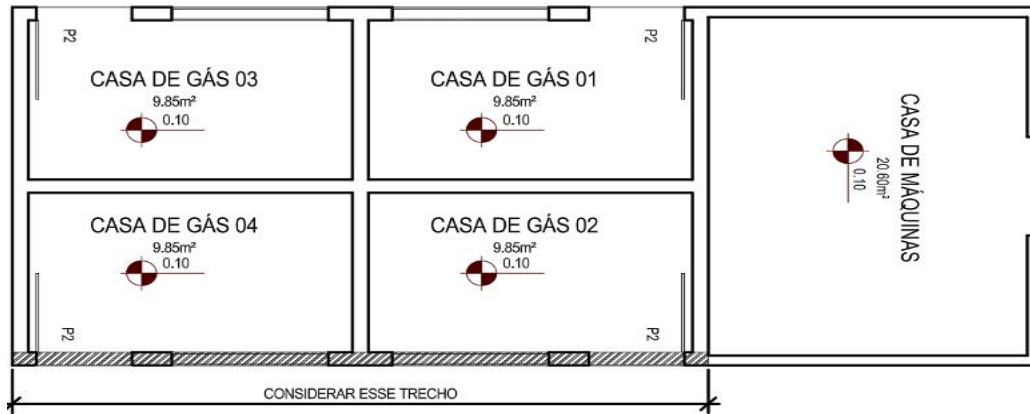 P2
P2
CASA DE GÁS 03
9.85m²
0.10
CASA DE GÁS 01
9.85m²
0.10
CASA DE MÁQUINAS
20.60m²
0.10
CASA DE GÁS 04
9.85m²
0.10
CASA DE GÁS 02
9.85m²
0.10
P2
P2
CONSIDERAR ESSE TRECHO